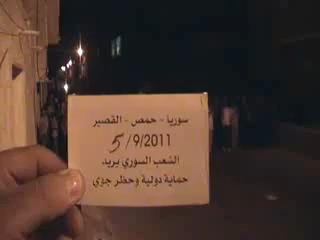 سوريا - حمص - القصير
5/9/2011
الشعب السوري يريد
حماية دولية وحظر جوي